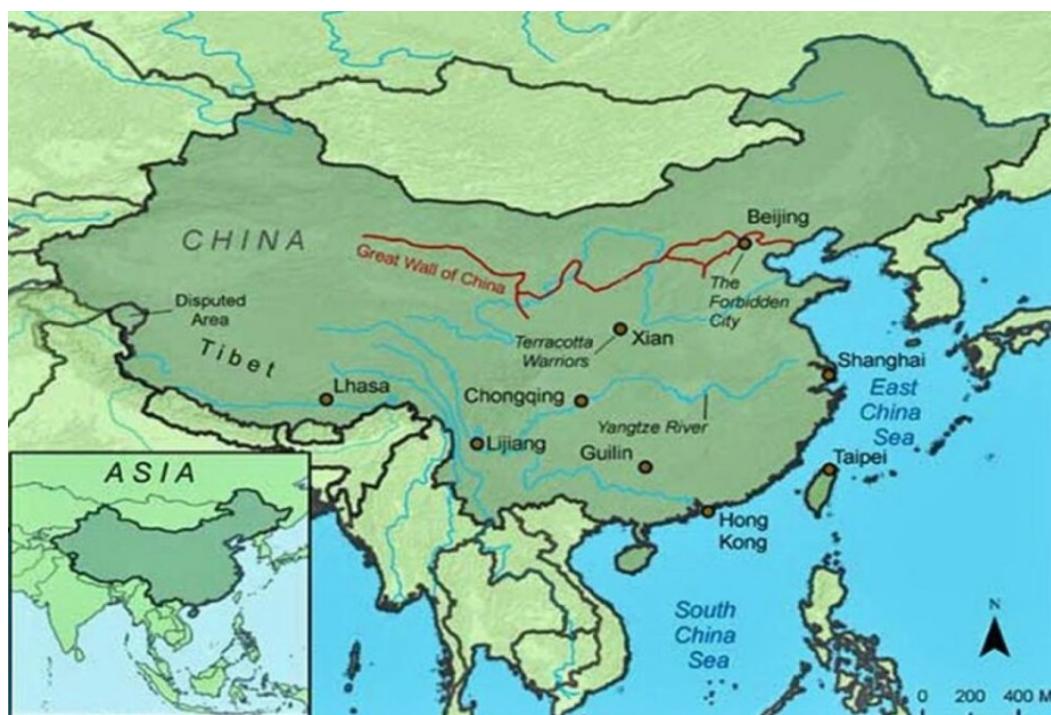 CHINA
Great Wall of China
Beijing
The
Forbidden
City
Disputed
Area
Tibet
Terracotta
Warriors
Xian
Shanghai
East
China
Sea
Lhasa
Chongqing
Yangtze River
Lijiang
Guilin
Taipei
Hong
Kong
ASIA
South
China
Sea
N
0 200 400 M